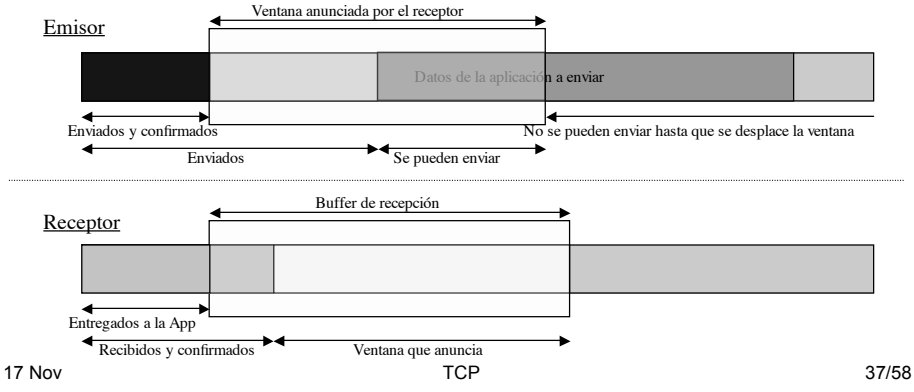 Ventana anunciada por el receptor
Emisor
Datos de la aplicación a enviar
Enviados y confirmados
No se pueden enviar hasta que se desplace la ventana
Enviados
Se pueden enviar
Buffer de recepción
Receptor
Entregados a la App
Recibidos y confirmados
Ventana que anuncia
17 Nov
TCP
37/58